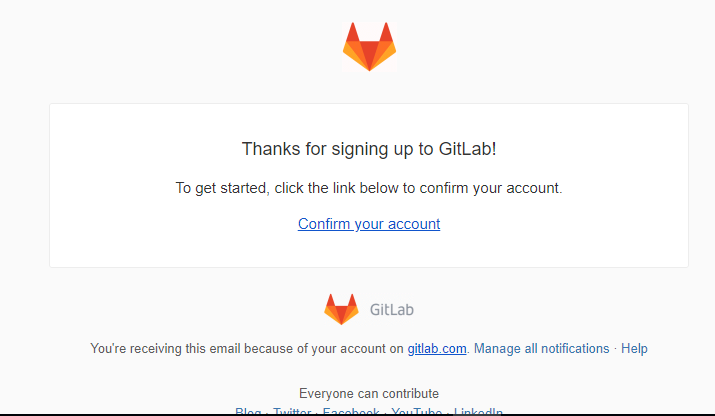 Thanks for signing up to GitLab!
To get started, click the link below to confirm your account.
Confirm your account
GitLab
You're receiving this email because of your account on gitlab.com. Manage all notifications · Help
Everyone can contribute
Blog · Twitter · Facebook · YouTube · LinkedIn